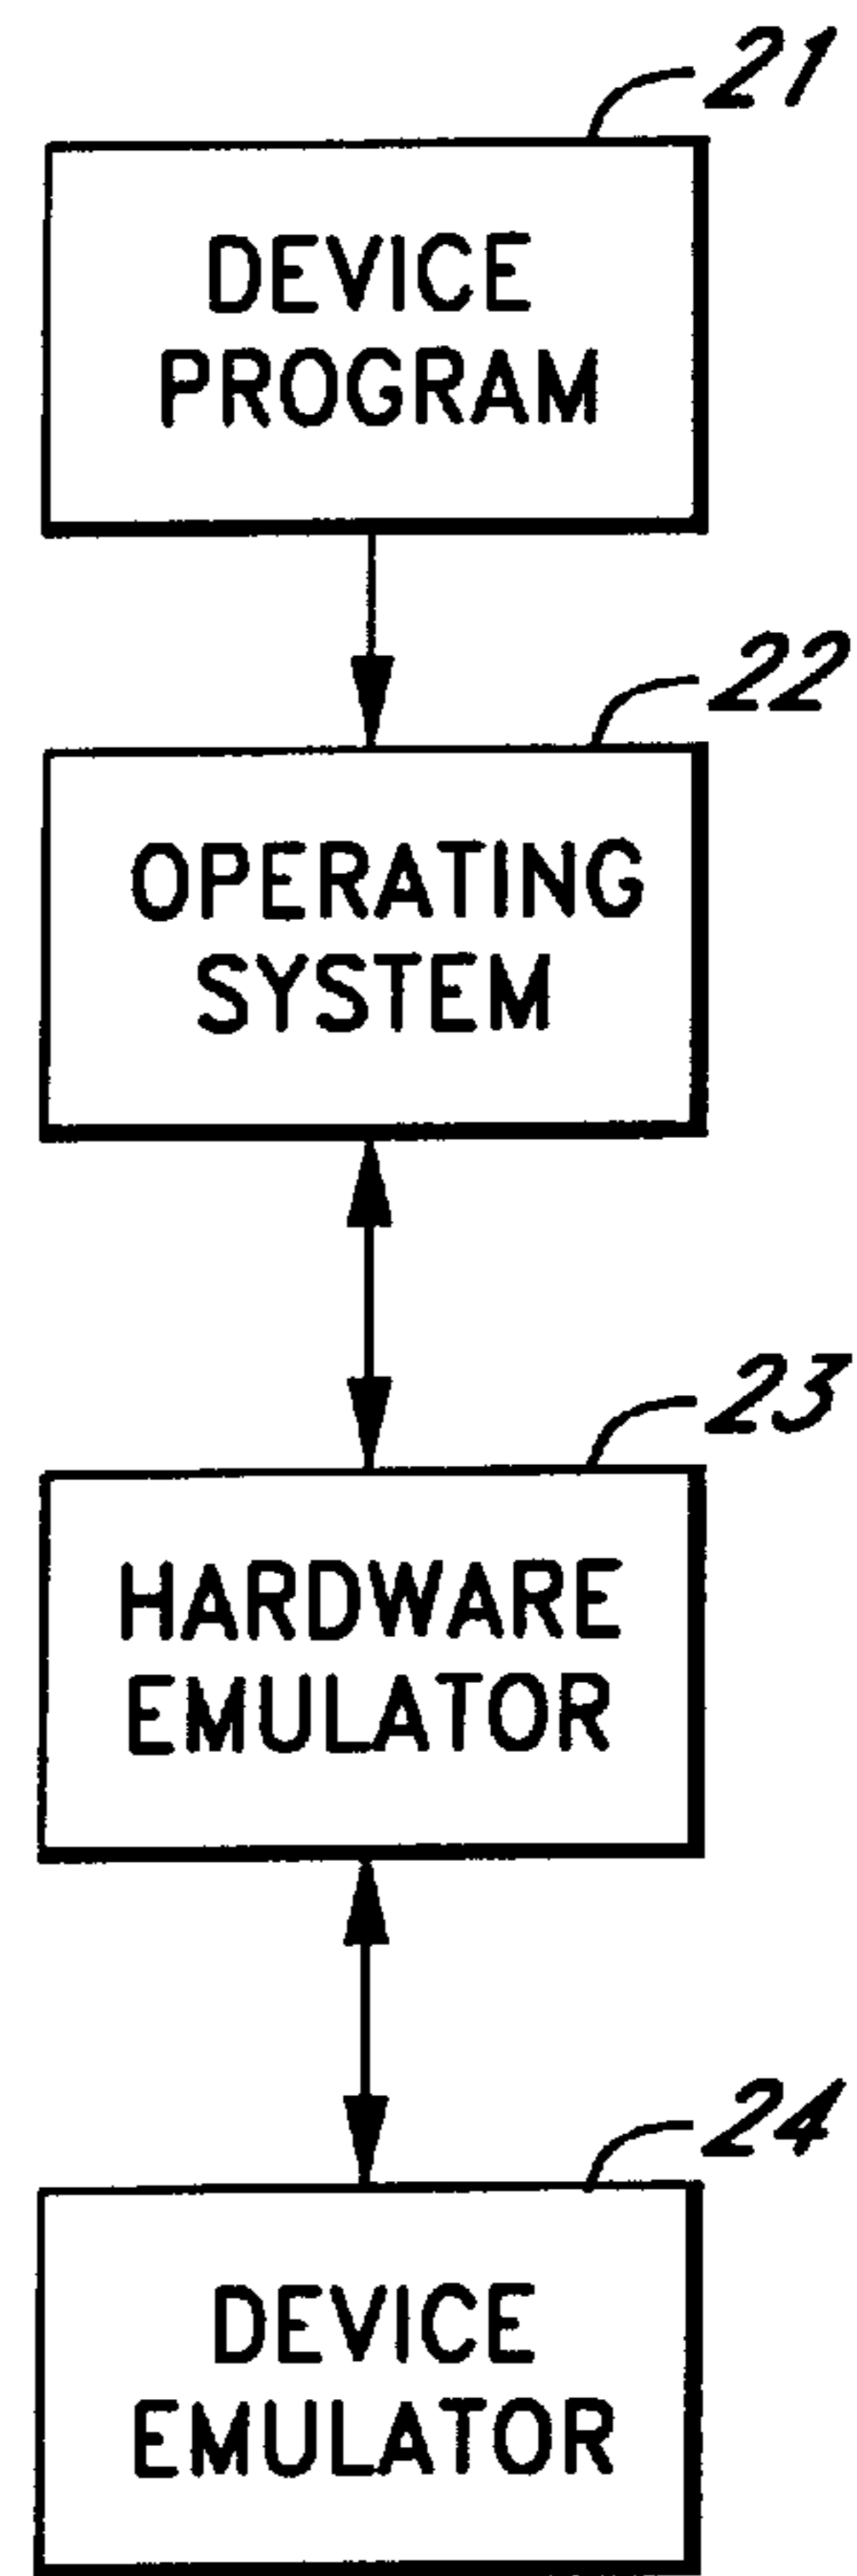 21
DEVICE
PROGRAM
22
OPERATING
SYSTEM
23
HARDWARE
EMULATOR
24
DEVICE
EMULATOR